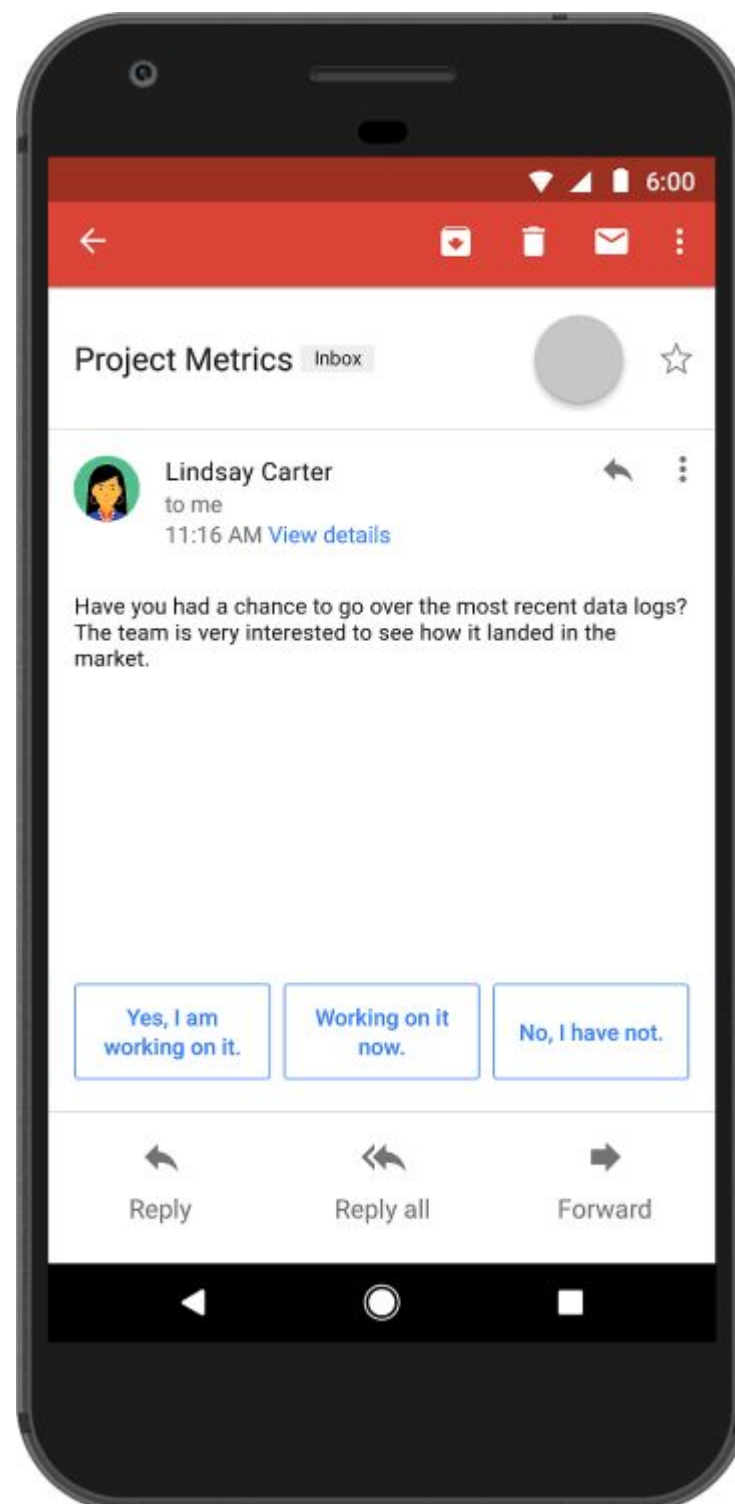 6:00
Project Metrics Inbox
Lindsay Carter
to me
11:16 AM View details
Have you had a chance to go over the most recent data logs?
The team is very interested to see how it landed in the
market.
Yes, I am
working on it.
Working on it
now.
No, I have not.
Reply
Reply all
Forward